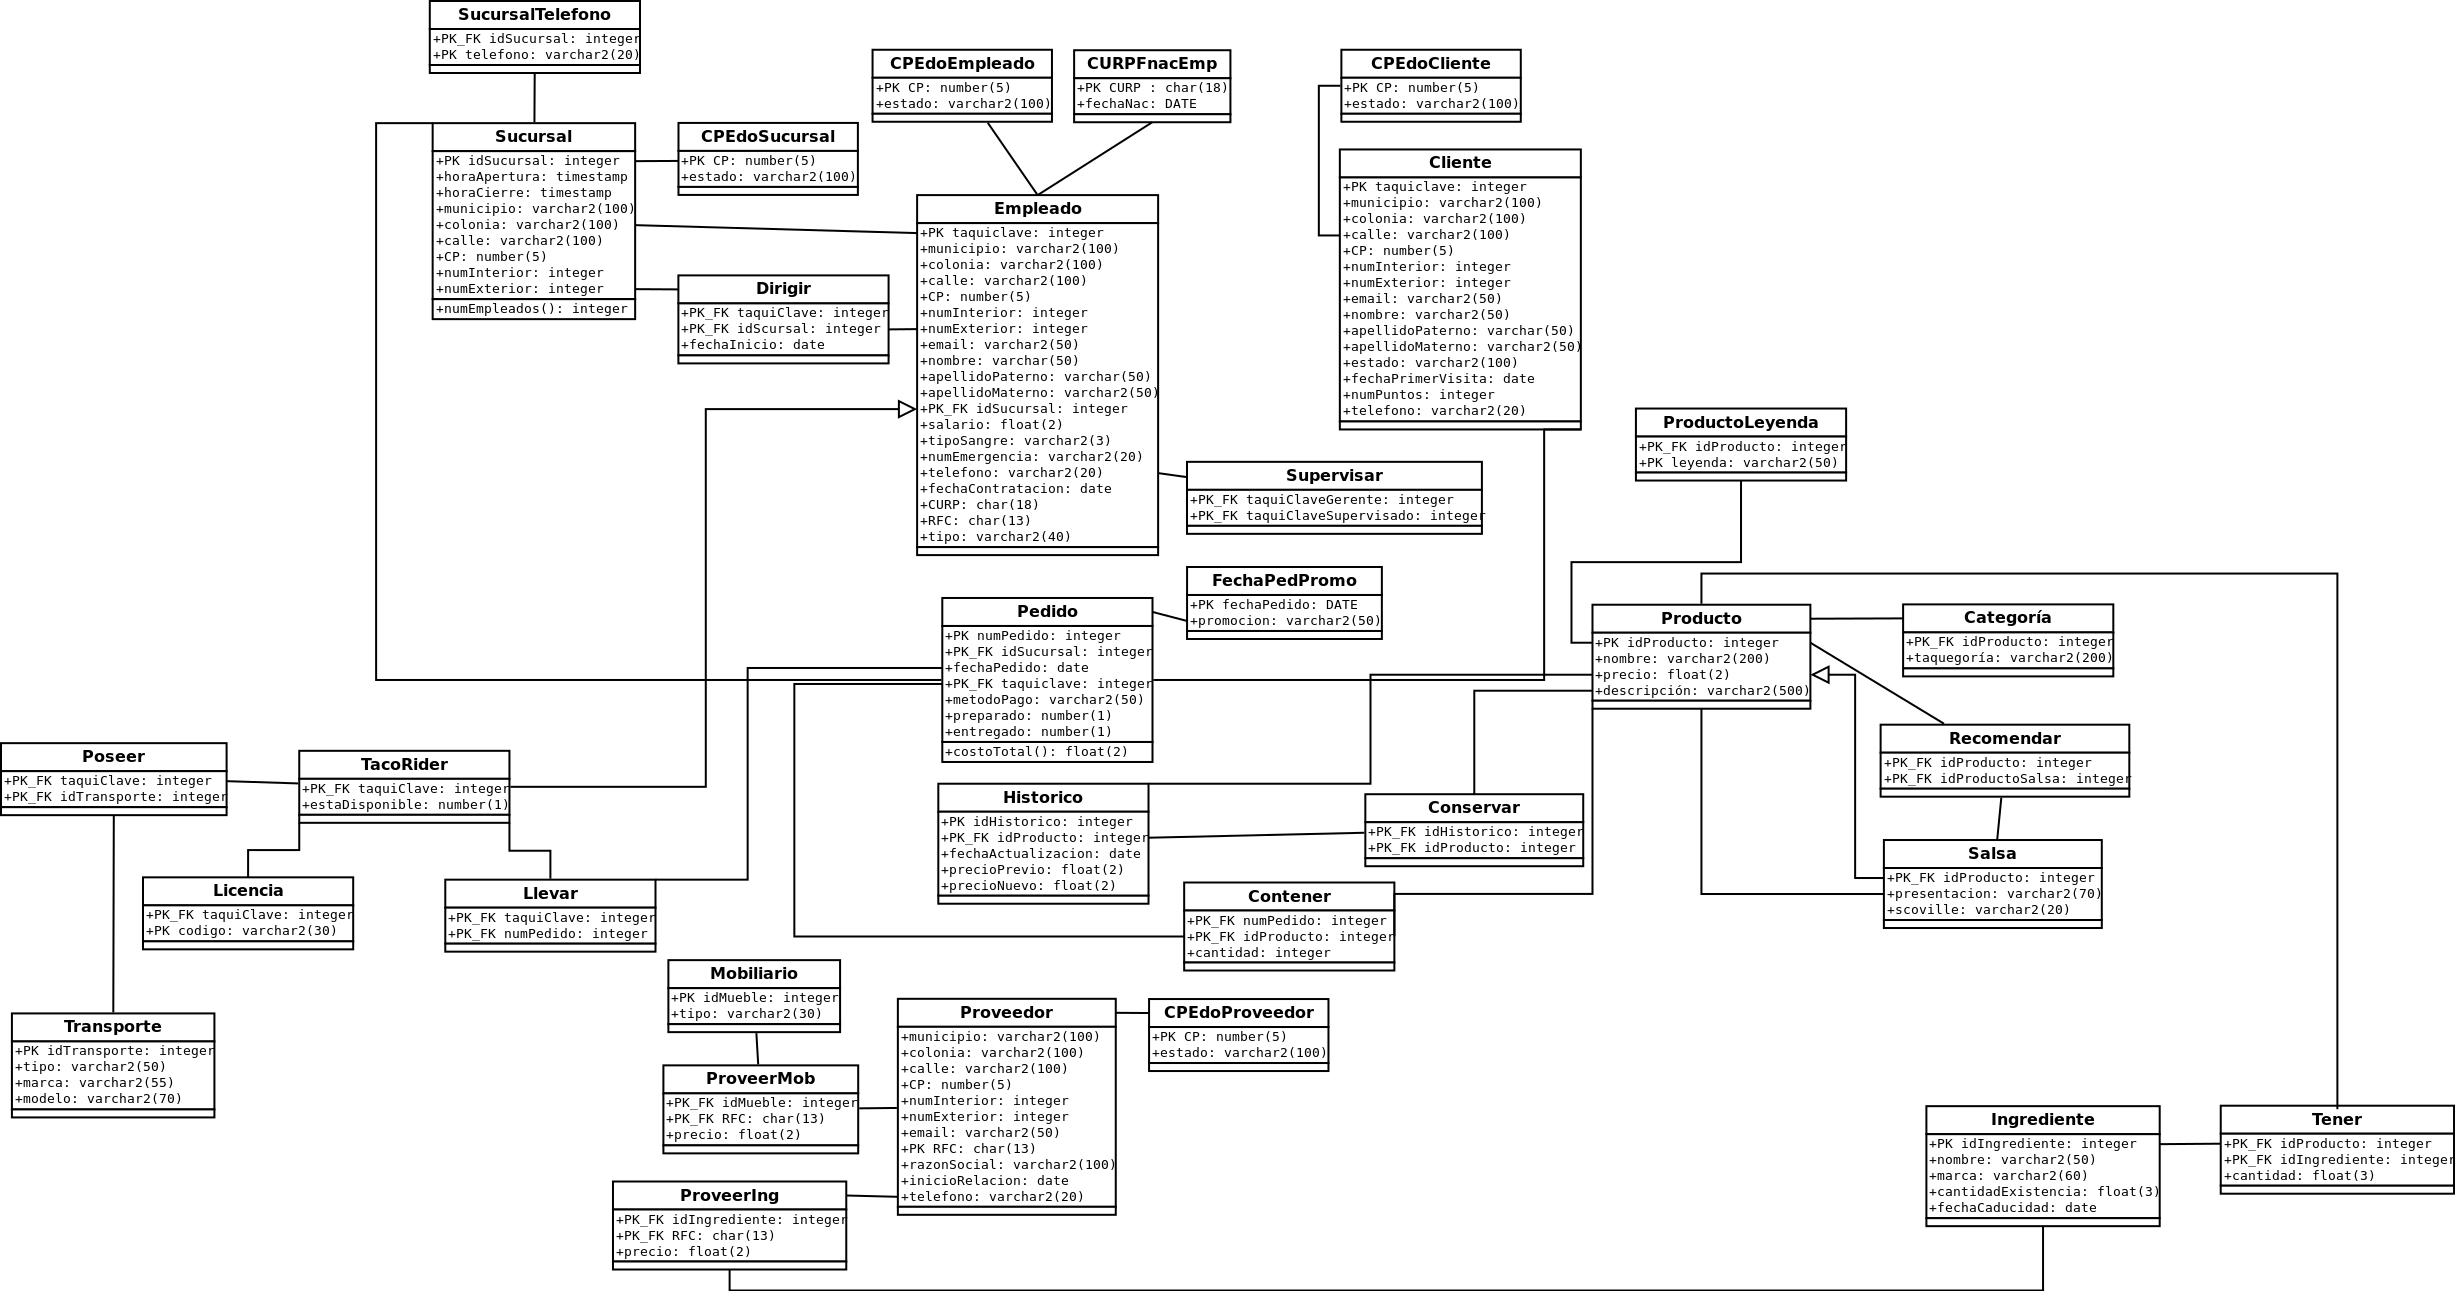 SucursalTelefono
+PK_FK idSucursal: integer
+PK telefono: varchar2(20)
CPEdoEmpleado
+PK CP: number(5)
+estado: varchar2(100)
CURPFnacEmp
+PK CURP : char(18)
+fechaNac: DATE
CPEdoCliente
+PK CP: number(5)
+estado: varchar2(100)
Sucursal
+PK idSucursal: integer
+horaApertura: timestamp
+horaCierre: timestamp
+municipio: varchar2(100)
+colonia: varchar2(100)
+calle: varchar2(100)
+CP: number(5)
+numInterior: integer
+numExterior: integer
+numEmpleados(): integer
CPEdoSucursal
+PK CP: number(5)
+estado: varchar2(100)
Cliente
+PK taquiclave: integer
+municipio: varchar2(100)
+colonia: varchar2(100)
+calle: varchar2(100)
+CP: number(5)
+numInterior: integer
+numExterior: integer
+email: varchar2(50)
+nombre: varchar2(50)
+apellidoPaterno: varchar(50)
+apellidoMaterno: varchar2(50)
+estado: varchar2(100)
+fechaPrimerVisita: date
+numPuntos: integer
+telefono: varchar2(20)
Empleado
+PK taquiclave: integer
+municipio: varchar2(100)
+colonia: varchar2(100)
+calle: varchar2(100)
+CP: number(5)
+numInterior: integer
+numExterior: integer
+email: varchar2(50)
+nombre: varchar(50)
+apellidoPaterno: varchar(50)
+apellidoMaterno: varchar2(50)
+PK_FK idSucursal: integer
+salario: float(2)
+tipoSangre: varchar2(3)
+numEmergencia: varchar2(20)
+telefono: varchar2(20)
+fechaContratacion: date
+CURP: char(18)
+RFC: char(13)
+tipo: varchar2(40)
Dirigir
+PK_FK taquiClave: integer
+PK_FK idScursal: integer
+fechaInicio: date
ProductoLeyenda
+PK_FK idProducto: integer
+PK leyenda: varchar2(50)
Supervisar
+PK_FK taquiClaveGerente: integer
+PK_FK taquiClaveSupervisado: integer
FechaPedPromo
+PK fechaPedido: DATE
+promocion: varchar2(50)
Pedido
+PK numPedido: integer
+PK_FK idSucursal: integer
+fechaPedido: date
+PK_FK taquiclave: integer
+metodoPago: varchar2(50)
+preparado: number(1)
+entregado: number(1)
+costoTotal(): float(2)
Producto
+PK idProducto: integer
+nombre: varchar2(200)
+precio: float(2)
+descripción: varchar2(500)
Categoría
+PK_FK idProducto: integer
+taquegoría: varchar2(200)
Recomendar
+PK_FK idProducto: integer
+PK_FK idProductoSalsa: integer
Poseer
+PK_FK taquiClave: integer
+PK_FK idTransporte: integer
TacoRider
+PK_FK taquiClave: integer
+estaDisponible: number(1)
Historico
+PK idHistorico: integer
+PK_FK idProducto: integer
+fechaActualizacion: date
+precioPrevio: float(2)
+precioNuevo: float(2)
Conservar
+PK_FK idHistorico: integer
+PK_FK idProducto: integer
Salsa
+PK_FK idProducto: integer
+presentacion: varchar2(70)
+scoville: varchar2(20)
Licencia
+PK_FK taquiClave: integer
+PK codigo: varchar2(30)
Llevar
+PK_FK taquiClave: integer
+PK_FK numPedido: integer
Contener
+PK_FK numPedido: integer
+PK_FK idProducto: integer
+cantidad: integer
Mobiliario
+PK idMueble: integer
+tipo: varchar2(30)
Transporte
+PK idTransporte: integer
+tipo: varchar2(50)
+marca: varchar2(55)
+modelo: varchar2(70)
Proveedor
+municipio: varchar2(100)
+colonia: varchar2(100)
+calle: varchar2(100)
+CP: number(5)
+numInterior: integer
+numExterior: integer
+email: varchar2(50)
+PK RFC: char(13)
+razonSocial: varchar2(100)
+inicioRelacion: date
+telefono: varchar2(20)
CPEdoProveedor
+PK CP: number(5)
+estado: varchar2(100)
ProveerMob
+PK_FK idMueble: integer
+PK_FK RFC: char(13)
+precio: float(2)
ProveerIng
+PK_FK idIngrediente: integer
+PK_FK RFC: char(13)
+precio: float(2)
Ingrediente
+PK idIngrediente: integer
+nombre: varchar2(50)
+marca: varchar2(60)
+cantidadExistencia: float(3)
+fechaCaducidad: date
Tener
+PK_FK idProducto: integer
+PK_FK idIngrediente: integer
+cantidad: float(3)